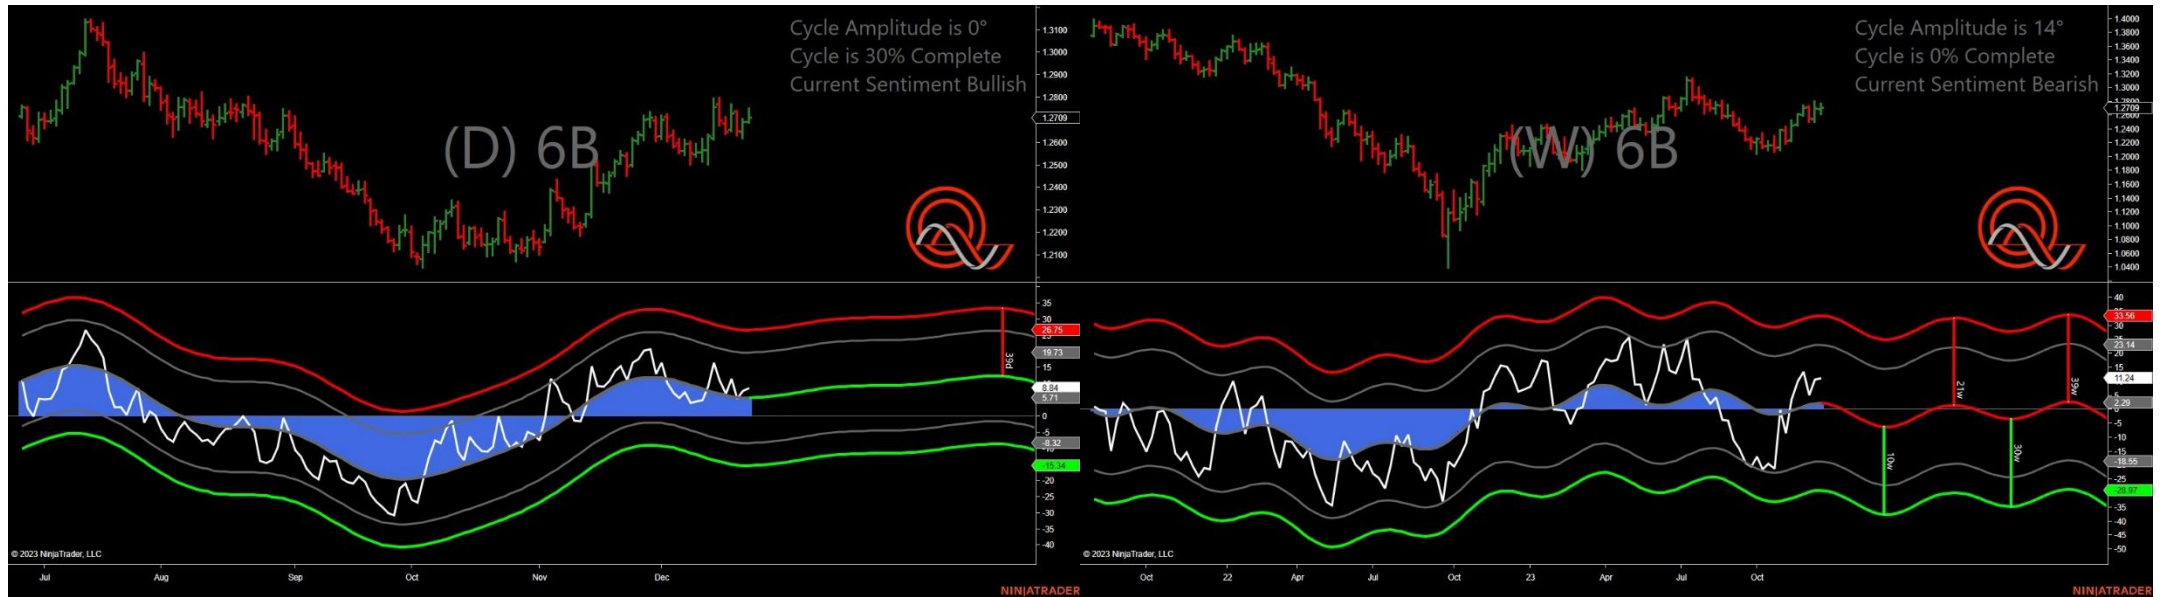 Cycle Amplitude is 0°
Cycle is 30% Complete
Current Sentiment Bullish
(D) 6B
1.3100
1.3000
1.2900
1.2800
1.2709
1.2600
1.2500
1.2400
1.2300
1.2200
1.2100
35
30
26.75
19.73
15
8.84
5.71
0
-5
-8.32
-15.34
-20
-25
-30
-35
-40
39d
© 2023 NinjaTrader, LLC
Jul
Aug
Sep
Oct
Nov
Dec
NINJATRADER
Cycle Amplitude is 14°
Cycle is 0% Complete
Current Sentiment Bearish
(W) 6B
1.4000
1.3800
1.3600
1.3400
1.3200
1.3000
1.2709
1.2600
1.2400
1.2200
1.2000
1.1800
1.1600
1.1400
1.1200
1.1000
1.0800
1.0600
1.0400
40
33.56
30
23.14
20
15
11.24
5
2.29
-5
-10
-15
-18.55
-25
-28.97
-35
-40
-45
-50
10w
21w
30w
39w
© 2023 NinjaTrader, LLC
Oct
22
Apr
Jul
Oct
23
Apr
Jul
Oct
NINJATRADER